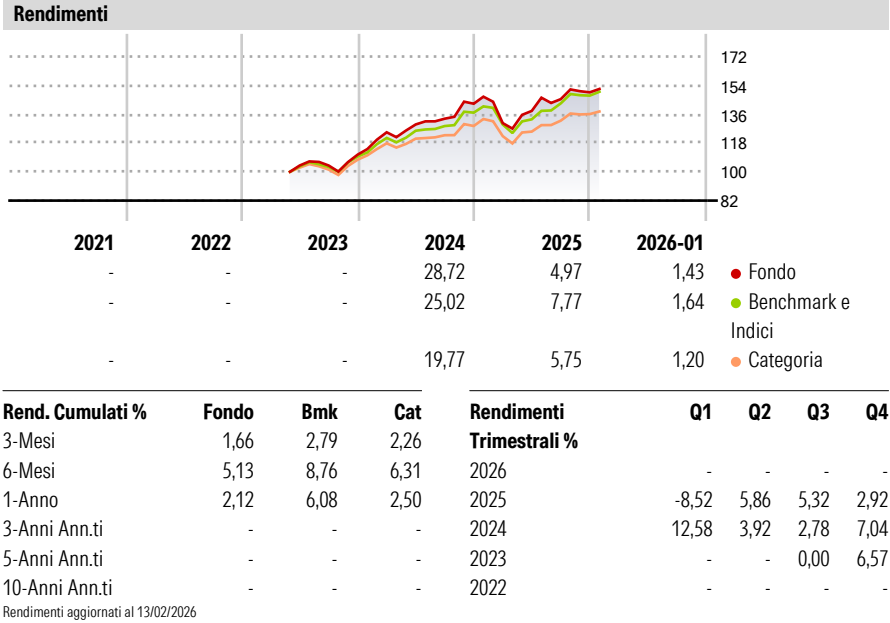 Rendimenti
172
154
136
118
100
82
2021 2022 2023 2024 2025 2026-01
- - - 28,72 4,97 1,43 Fondo
- - - 25,02 7,77 1,64 Benchmark e
Indici
- - - 19,77 5,75 1,20 Categoria
Rend. Cumulati % Fondo Bmk Cat
3-Mesi 1,66 2,79 2,26
6-Mesi 5,13 8,76 6,31
1-Anno 2,12 6,08 2,50
3-Anni Ann.ti - - -
5-Anni Ann.ti - - -
10-Anni Ann.ti - - -
Rendimenti Q1 Q2 Q3 Q4
Trimestrali %
2026 - - - -
2025 -8,52 5,86 5,32 2,92
2024 12,58 3,92 2,78 7,04
2023 - - 0,00 6,57
2022 - - - -
Rendimenti aggiornati al 13/02/2026